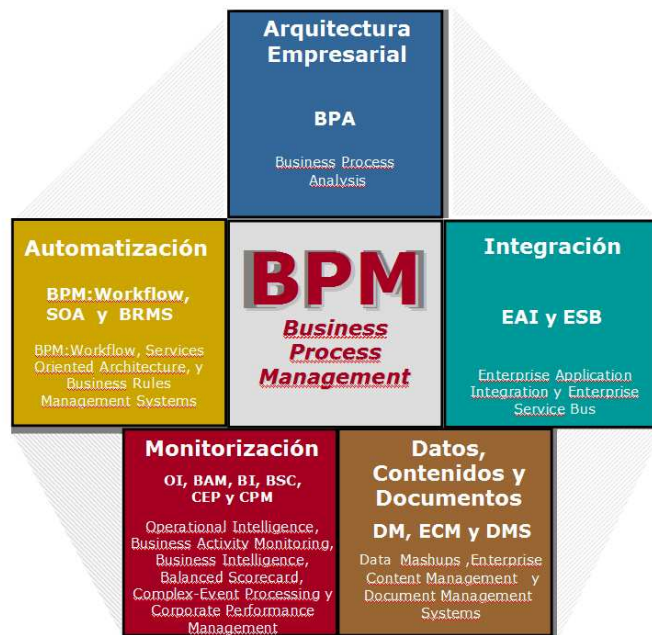 Arquitectura
Empresarial
BPA
Business Process
Analysis
Automatización
BPM:Workflow,
SOA y BRMS
BPM:Workflow, Services
Oriented Architecture, y
Business Rules
Management Systems
BPM
Business
Process
Management
Integración
EAI y ESB
Enterprise Application
Integration y Enterprise
Service Bus
Monitorización
OI, BAM, BI, BSC,
CEP y CPM
Operational Intelligence,
Business Activity Monitoring,
Business Intelligence,
Balanced Scorecard,
Complex-Event Processing y
Corporate Performance
Management
Datos,
Contenidos y
Documentos
DM, ECM y DMS
Data Mashups ,Enterprise
Content Management y
Document Management
Systems